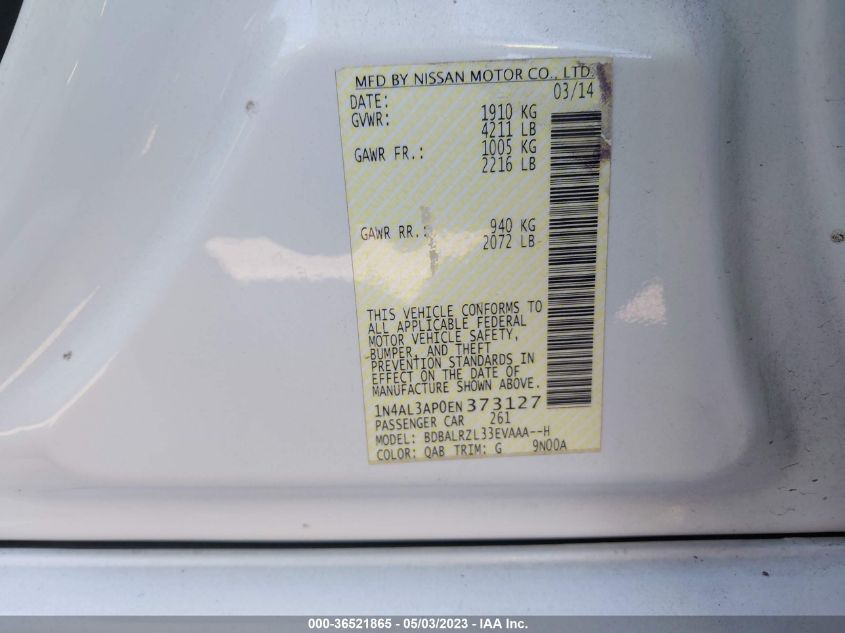 MFD BY NISSAN MOTOR CO., LTD.
DATE: 03/14
GVWR: 1910 KG
4211 LB
GAWR FR.: 1005 KG
2216 LB
GAWR RR.: 940 KG
2072 LB
THIS VEHICLE CONFORMS TO
ALL APPLICABLE FEDERAL
MOTOR VEHICLE SAFETY,
BUMPER, AND THEFT
PREVENTION STANDARDS IN
EFFECT ON THE DATE OF
MANUFACTURE SHOWN ABOVE.
1N4AL3AP0EN 373127
PASSENGER CAR 261
MODEL: BDBALRZL33EVAAA--H
COLOR: QAB TRIM: G 9N00A
000-36521865 - 05/03/2023 - IAA Inc.